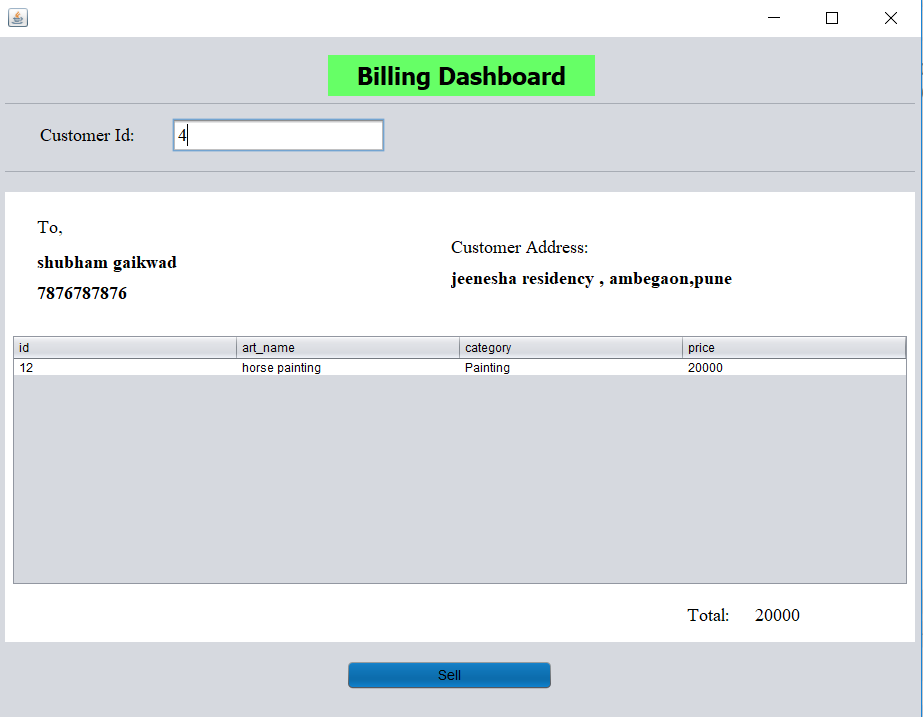 Billing Dashboard
Customer Id: 4
To,
shubham gaikwad
7876787876
Customer Address:
jeenesha residency , ambegaon,pune
id art_name category price
12 horse painting Painting 20000
Total: 20000
Sell